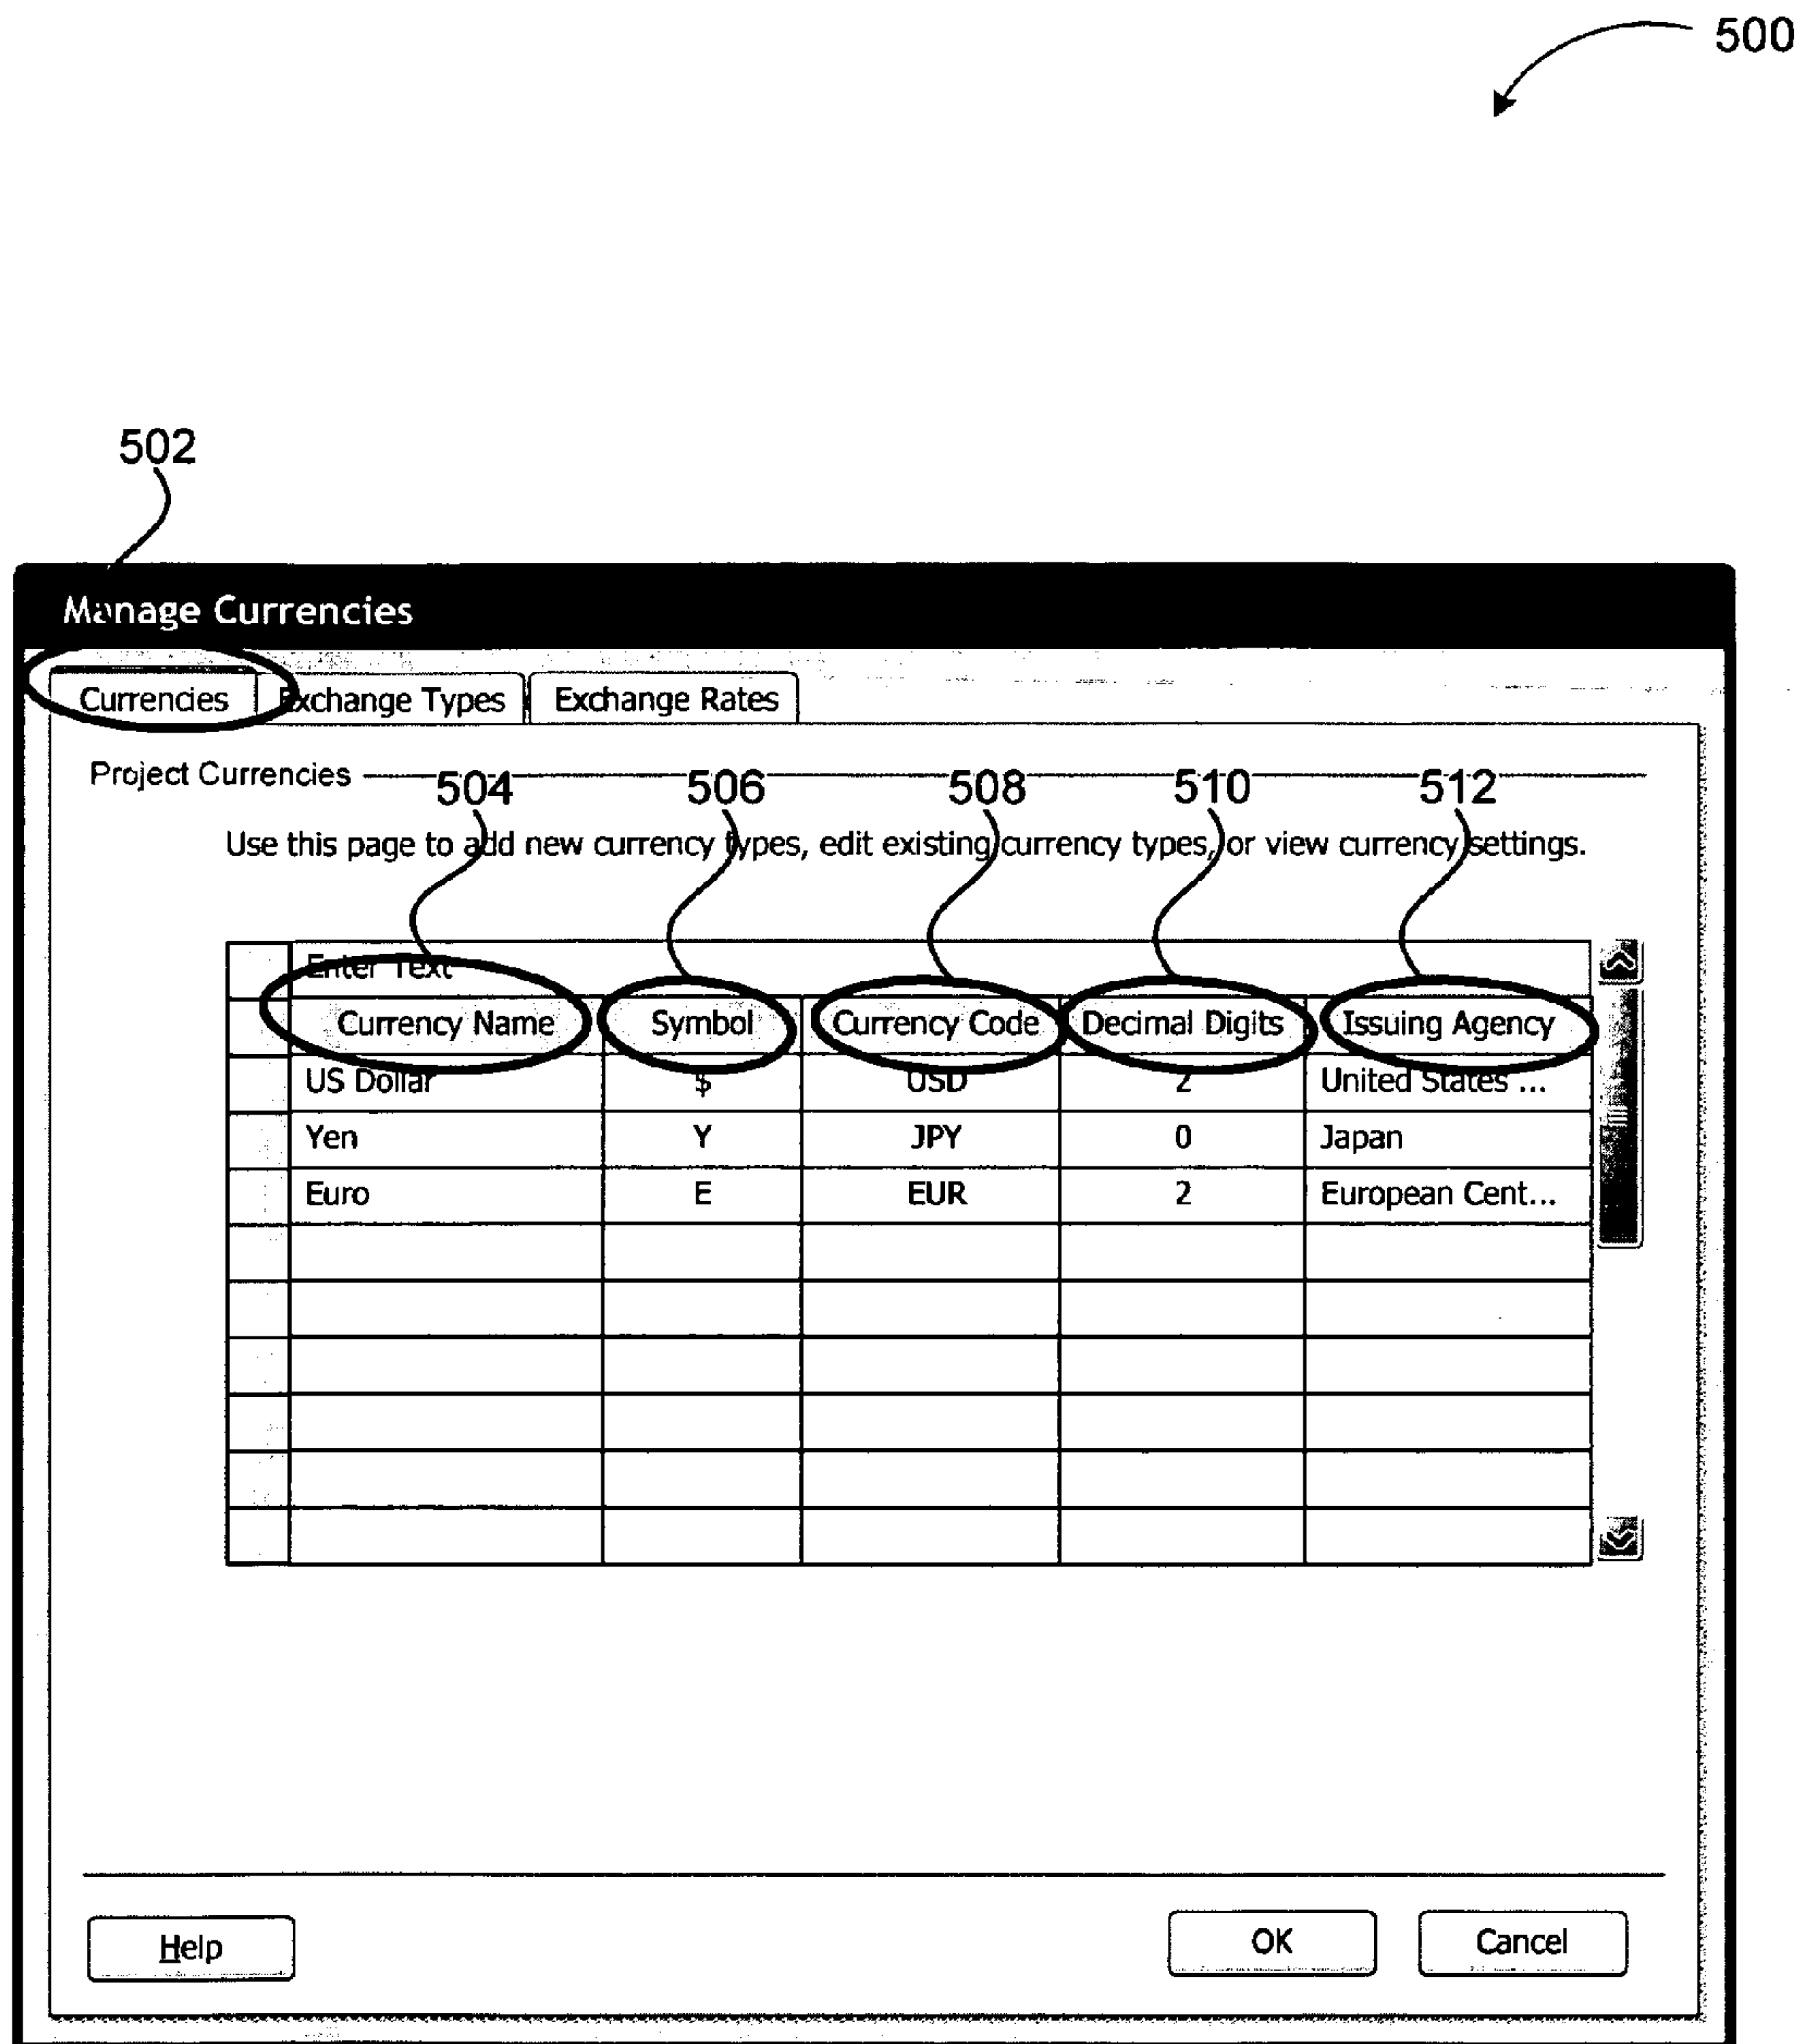 500
502
Manage Currencies
Currencies Exchange Types Exchange Rates
Project Currencies 504 506 508 510 512
Use this page to add new currency types, edit existing currency types, or view currency settings.
Enter Text
Currency Name Symbol Currency Code Decimal Digits Issuing Agency
US Dollar $ USD 2 United States ...
Yen Y JPY 0 Japan
Euro E EUR 2 European Cent...
Help OK Cancel